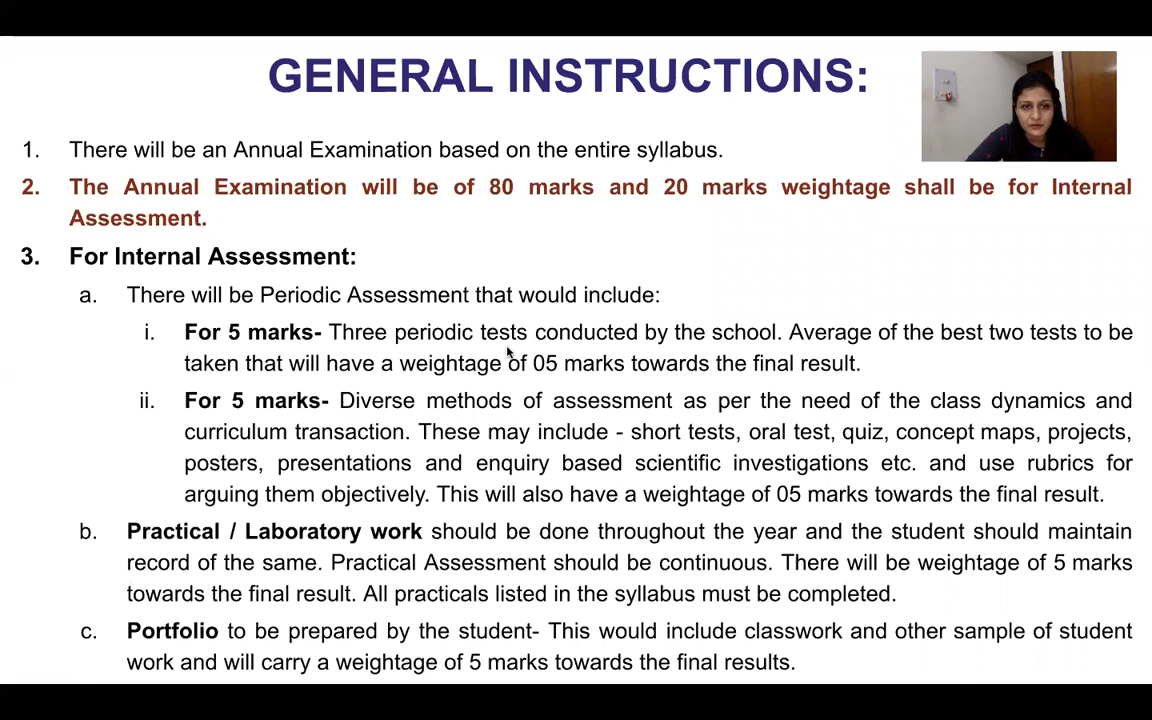 GENERAL INSTRUCTIONS:
1. There will be an Annual Examination based on the entire syllabus.
2. The Annual Examination will be of 80 marks and 20 marks weightage shall be for Internal
Assessment.
3. For Internal Assessment:
a. There will be Periodic Assessment that would include:
i. For 5 marks- Three periodic tests conducted by the school. Average of the best two tests to be
taken that will have a weightage of 05 marks towards the final result.
ii. For 5 marks- Diverse methods of assessment as per the need of the class dynamics and
curriculum transaction. These may include - short tests, oral test, quiz, concept maps, projects,
posters, presentations and enquiry based scientific investigations etc. and use rubrics for
arguing them objectively. This will also have a weightage of 05 marks towards the final result.
b. Practical / Laboratory work should be done throughout the year and the student should maintain
record of the same. Practical Assessment should be continuous. There will be weightage of 5 marks
towards the final result. All practicals listed in the syllabus must be completed.
c. Portfolio to be prepared by the student- This would include classwork and other sample of student
work and will carry a weightage of 5 marks towards the final results.